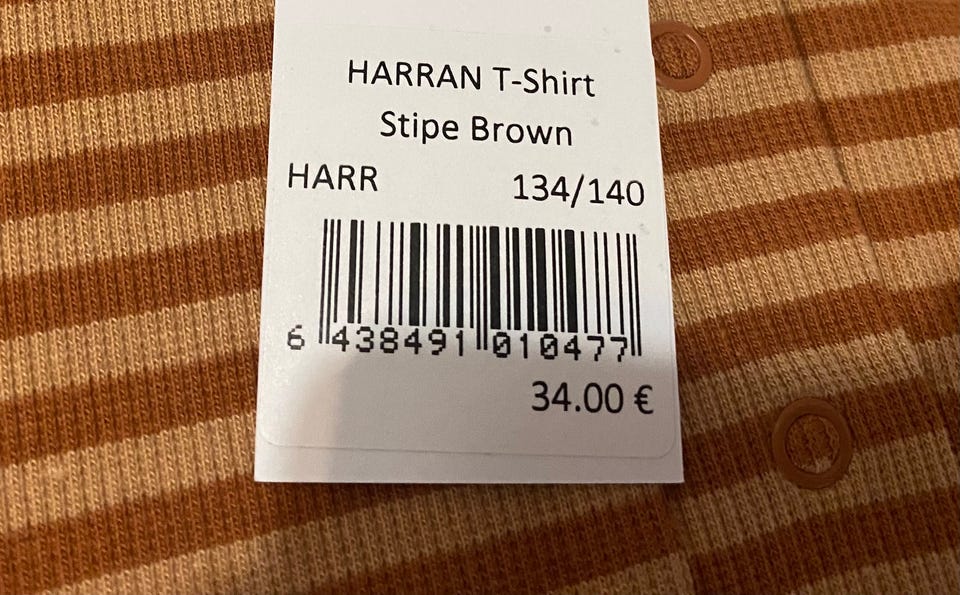 HARRAN T-Shirt
Stipe Brown
HARR 134/140
6 438491 010477
34.00 €